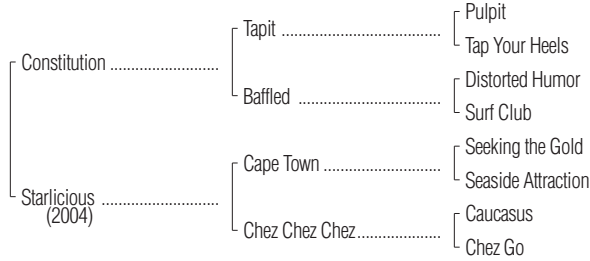 Pulpit
Tapit ........................................
Tap Your Heels
Constitution ...........................
Distorted Humor
Baffled ....................................
Surf Club
Seeking the Gold
Cape Town .............................
Seaside Attraction
Starlicious .............................
(2004)
Caucasus
Chez Chez Chez.....................
Chez Go